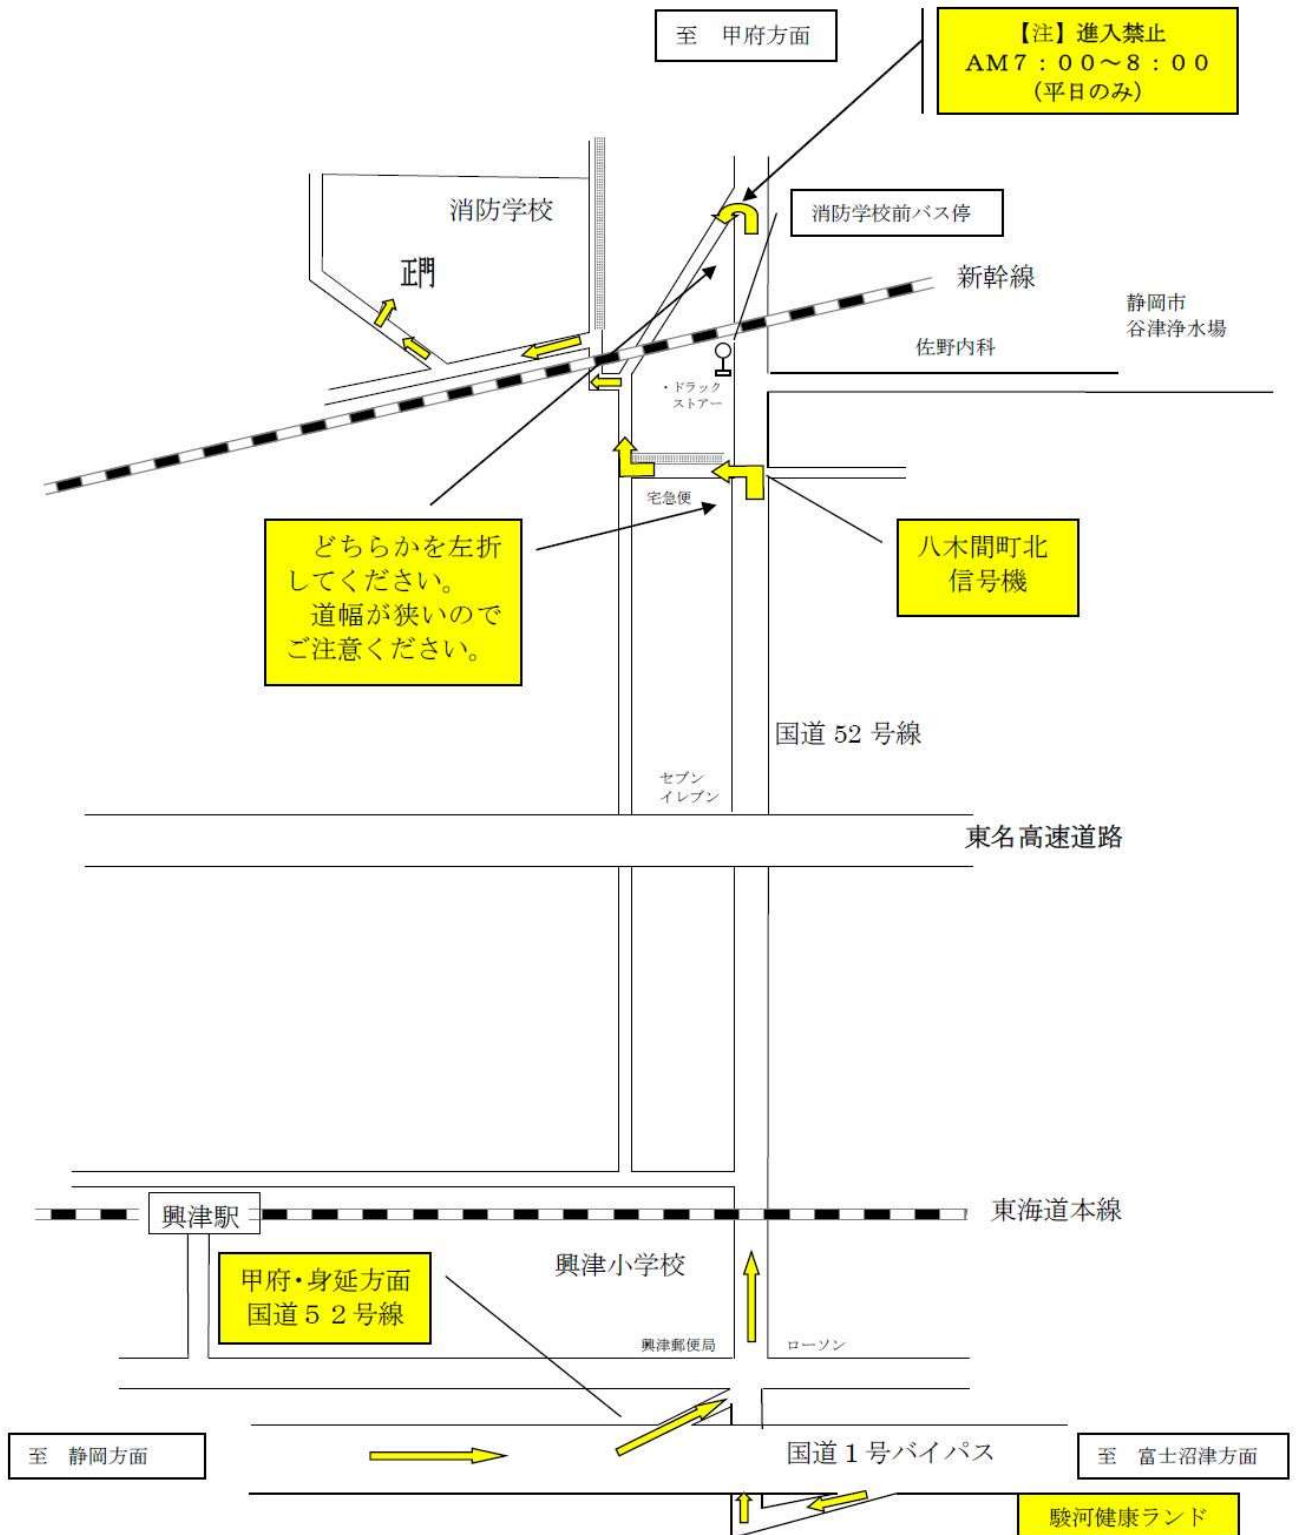 至　甲府方面
【注】進入禁止
ＡＭ７：００～８：００
（平日のみ）
消防学校
消防学校前バス停
正門
新幹線
静岡市
谷津浄水場
佐野内科
・ドラック
ストアー
宅急便
どちらかを左折
してください。
道幅が狭いので
ご注意ください。
八木間町北
信号機
国道 52 号線
セブン
イレブン
東名高速道路
興津駅
東海道本線
甲府・身延方面
国道５２号線
興津小学校
興津郵便局
ローソン
至　静岡方面
国道１号バイパス
至　富士沼津方面
駿河健康ランド